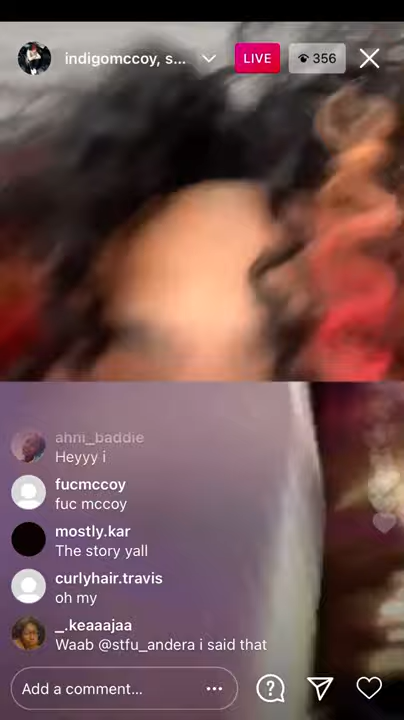 indigomccoy, s...
LIVE
356
ahni_baddie
Heyyy i
fucmccoy
fuc mccoy
mostly.kar
The story yall
curlyhair.travis
oh my
_.keaaajaa
Waab @stfu_andera i said that
Add a comment...